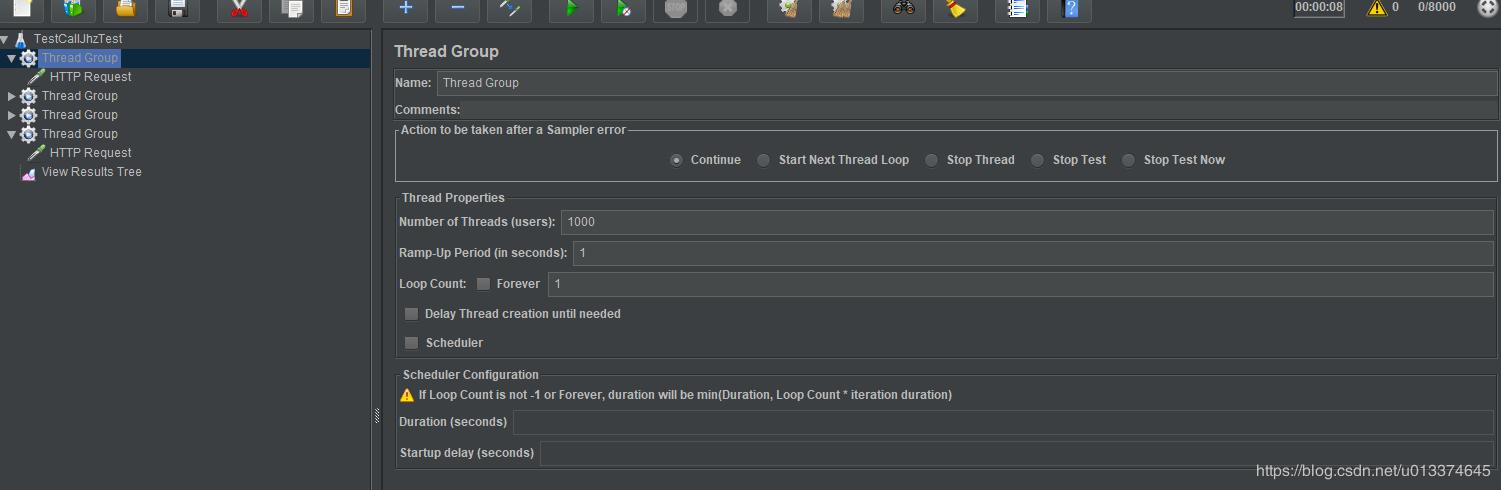 00:00:08 0 0/8000
TestCallJhzTest
Thread Group
HTTP Request
Thread Group
Thread Group
Thread Group
HTTP Request
View Results Tree
Thread Group
Name: Thread Group
Comments:
Action to be taken after a Sampler error
Continue Start Next Thread Loop Stop Thread Stop Test Stop Test Now
Thread Properties
Number of Threads (users): 1000
Ramp-Up Period (in seconds): 1
Loop Count: Forever 1
Delay Thread creation until needed
Scheduler
Scheduler Configuration
If Loop Count is not -1 or Forever, duration will be min(Duration, Loop Count * iteration duration)
Duration (seconds)
Startup delay (seconds)
https://blog.csdn.net/u013374645